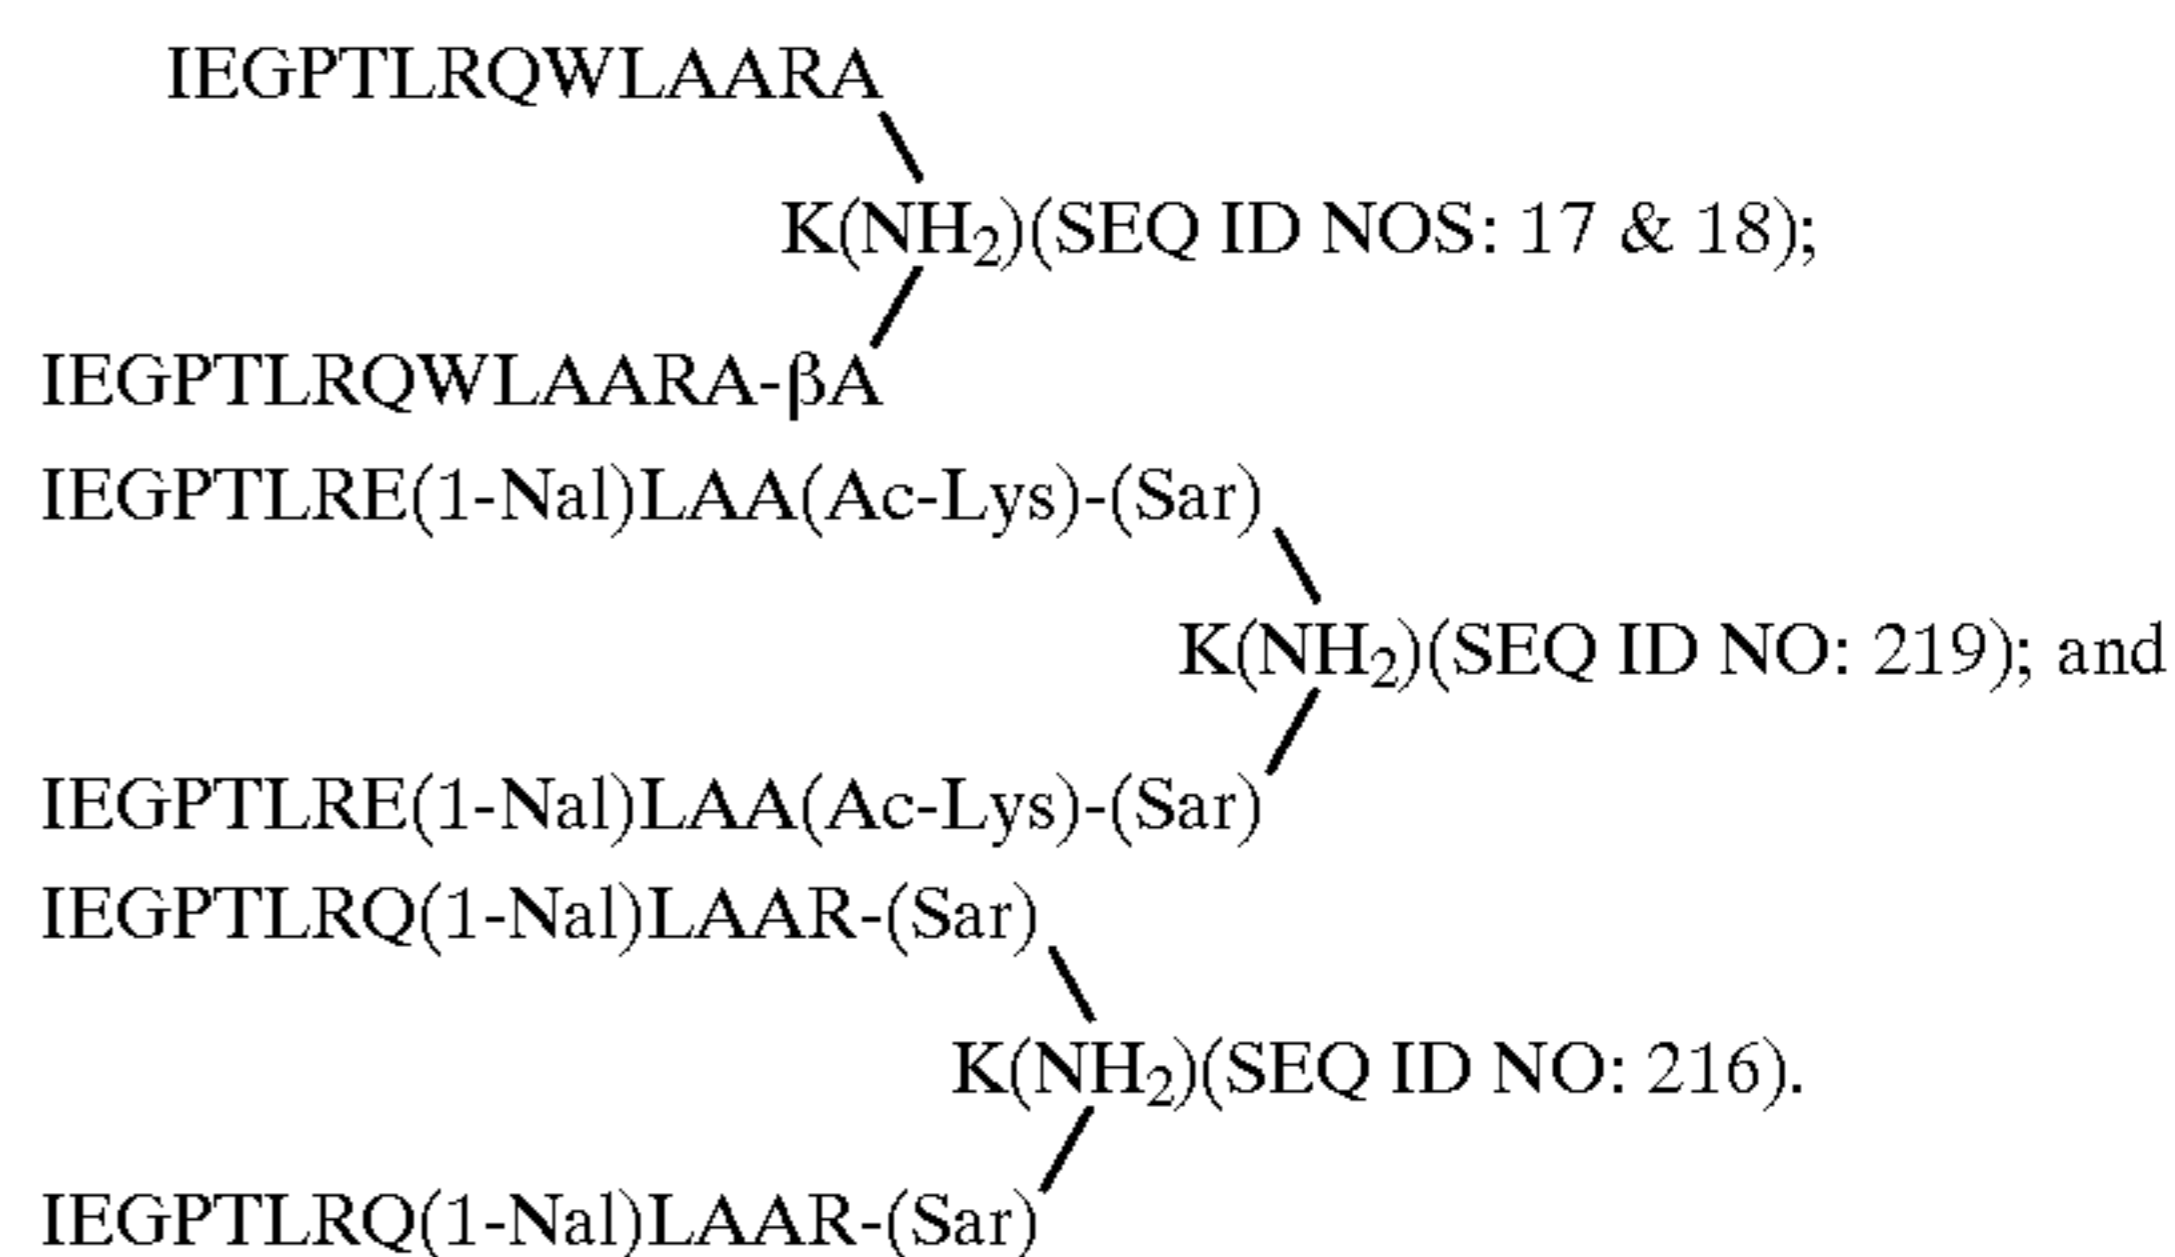 IEGPTLRQWLAARA
K(NH₂)(SEQ ID NOS: 17 & 18);
IEGPTLRQWLAARA-βA
IEGPTLRE(1-Nal)LAA(Ac-Lys)-(Sar)
K(NH₂)(SEQ ID NO: 219); and
IEGPTLRE(1-Nal)LAA(Ac-Lys)-(Sar)
IEGPTLRQ(1-Nal)LAAR-(Sar)
K(NH₂)(SEQ ID NO: 216).
IEGPTLRQ(1-Nal)LAAR-(Sar)